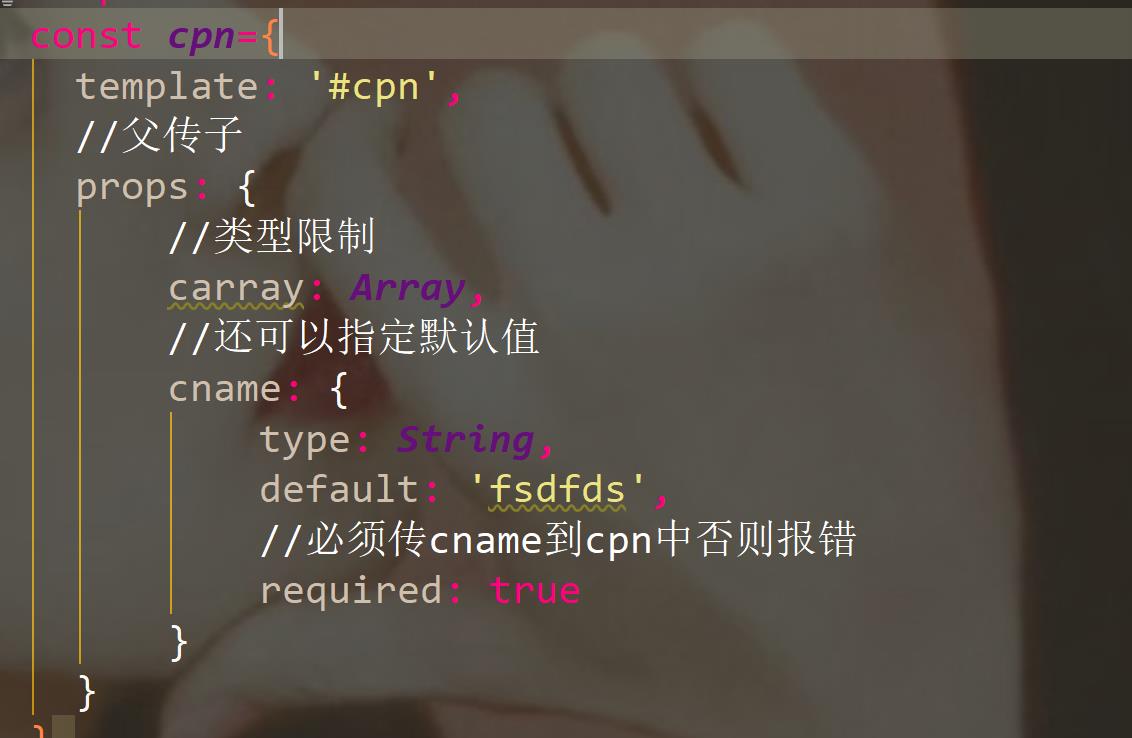 const cpn={
template: '#cpn',
//父传子
props: {
//类型限制
carray: Array,
//还可以指定默认值
cname: {
type: String,
default: 'fsdfds',
//必须传cname到cpn中否则报错
required: true
}
}
}